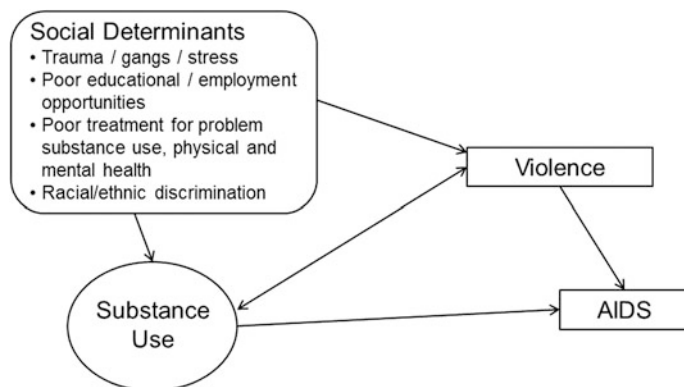 Social Determinants
• Trauma / gangs / stress
• Poor educational / employment
opportunities
• Poor treatment for problem
substance use, physical and
mental health
• Racial/ethnic discrimination
Violence
Substance
Use
AIDS